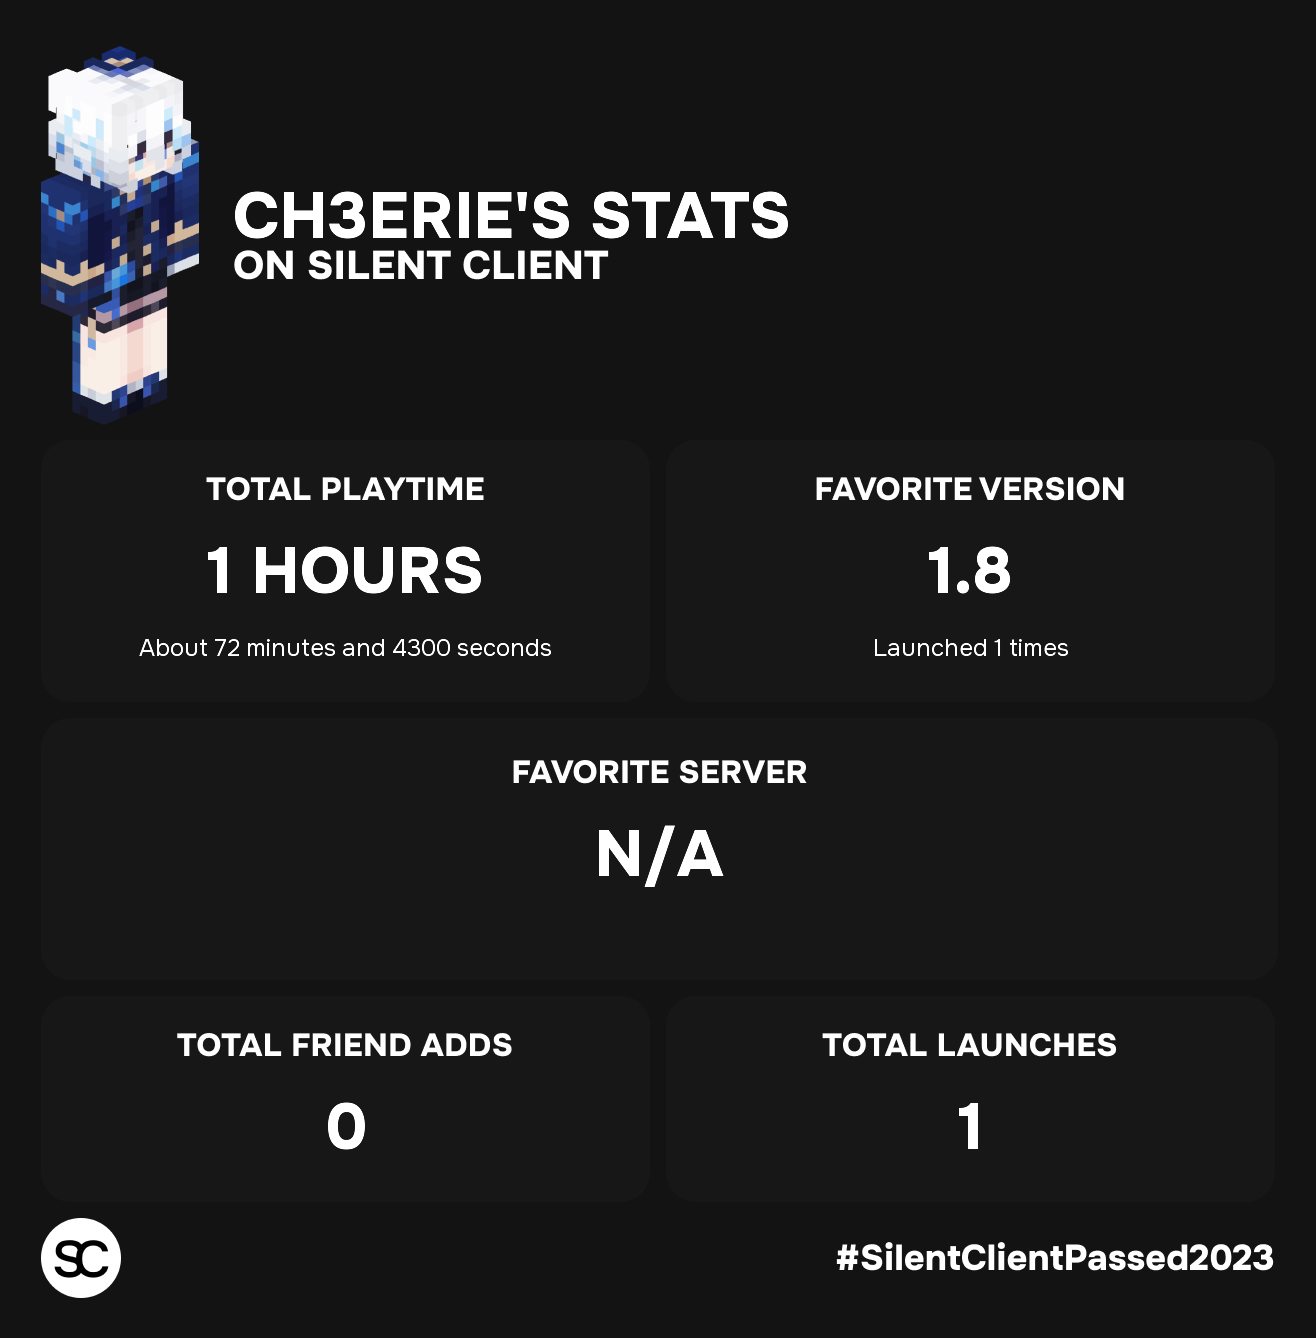 CH3ERIE'S STATS
ON SILENT CLIENT
TOTAL PLAYTIME
1 HOURS
About 72 minutes and 4300 seconds
FAVORITE VERSION
1.8
Launched 1 times
FAVORITE SERVER
N/A
TOTAL FRIEND ADDS
0
TOTAL LAUNCHES
1
SC
#SilentClientPassed2023